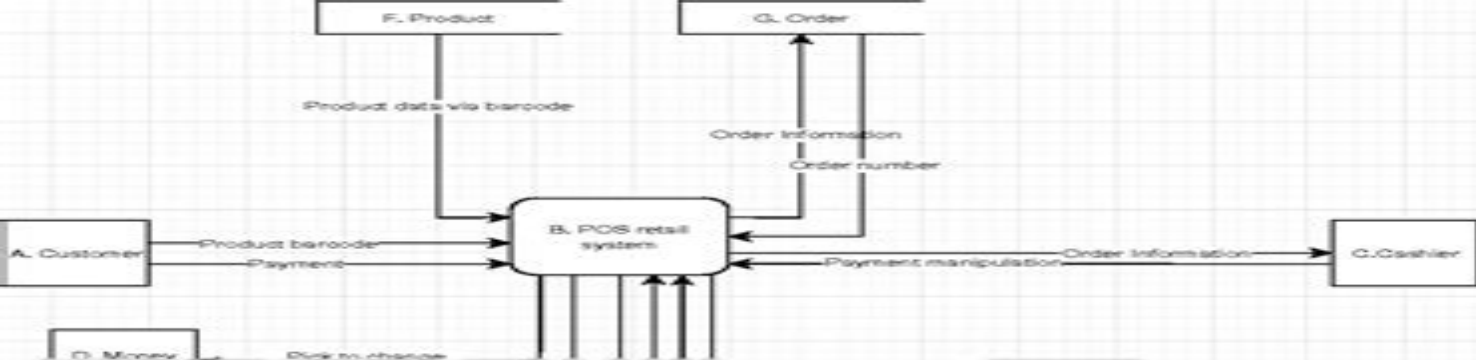 F. Product
G. Order
Product data via barcode
Order Information
Order number
B. POS retail
system
A. Customer
Product barcode
Payment
Order Information
Payment manipulation
C.Cashier
D. Money